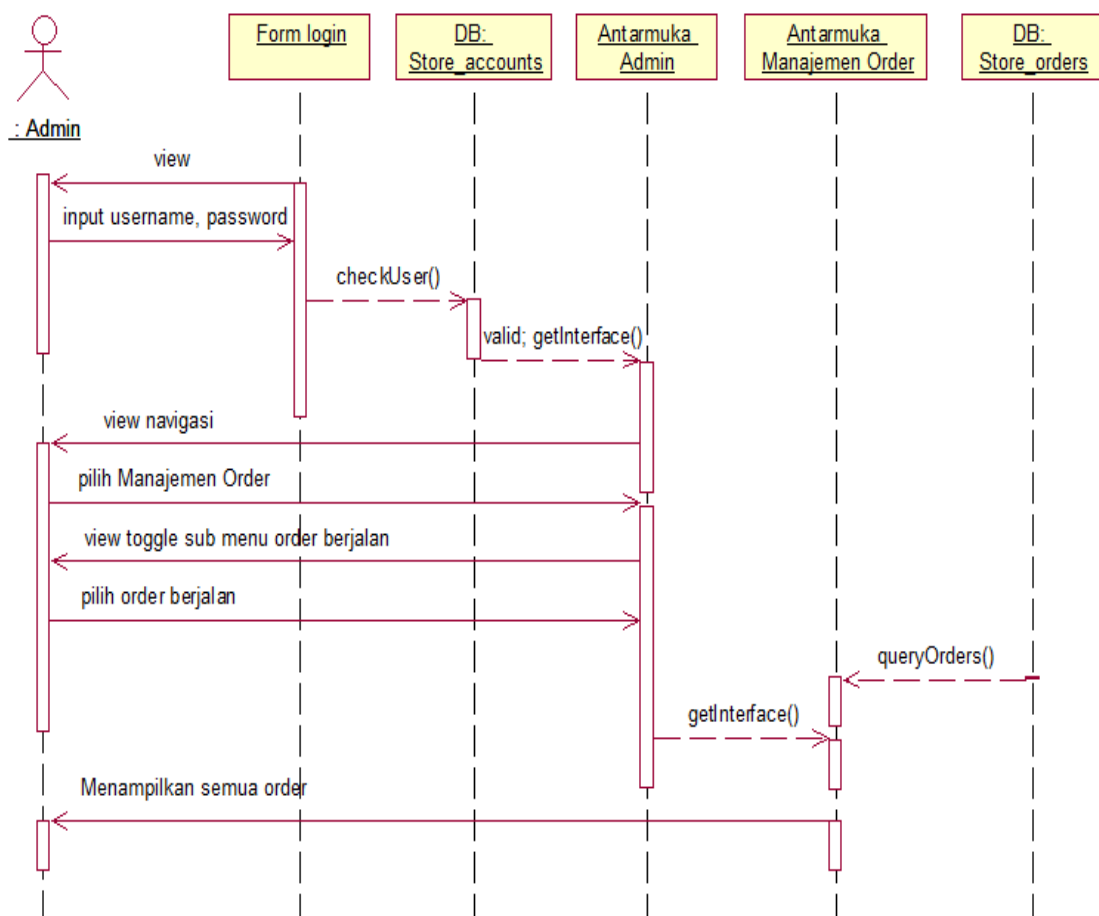 Form login
DB:
Store_accounts
Antarmuka
Admin
Antarmuka
Manajemen Order
DB:
Store_orders
: Admin
view
input username, password
checkUser()
valid; getInterface()
view navigasi
pilih Manajemen Order
view toggle sub menu order berjalan
pilih order berjalan
queryOrders()
getInterface()
Menampilkan semua order